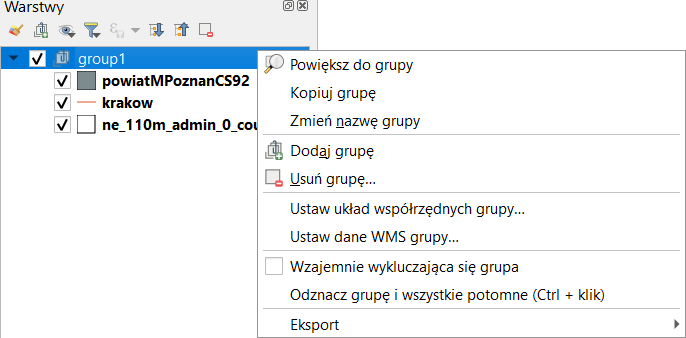 Warstwy
group1
powiatMPoznanCS92
krakow
ne_110m_admin_0_cou
Powiększ do grupy
Kopiuj grupę
Zmień nazwę grupy
Dodaj grupę
Usuń grupę...
Ustaw układ współrzędnych grupy...
Ustaw dane WMS grupy...
Wzajemnie wykluczająca się grupa
Odznacz grupę i wszystkie potomne (Ctrl + klik)
Eksport